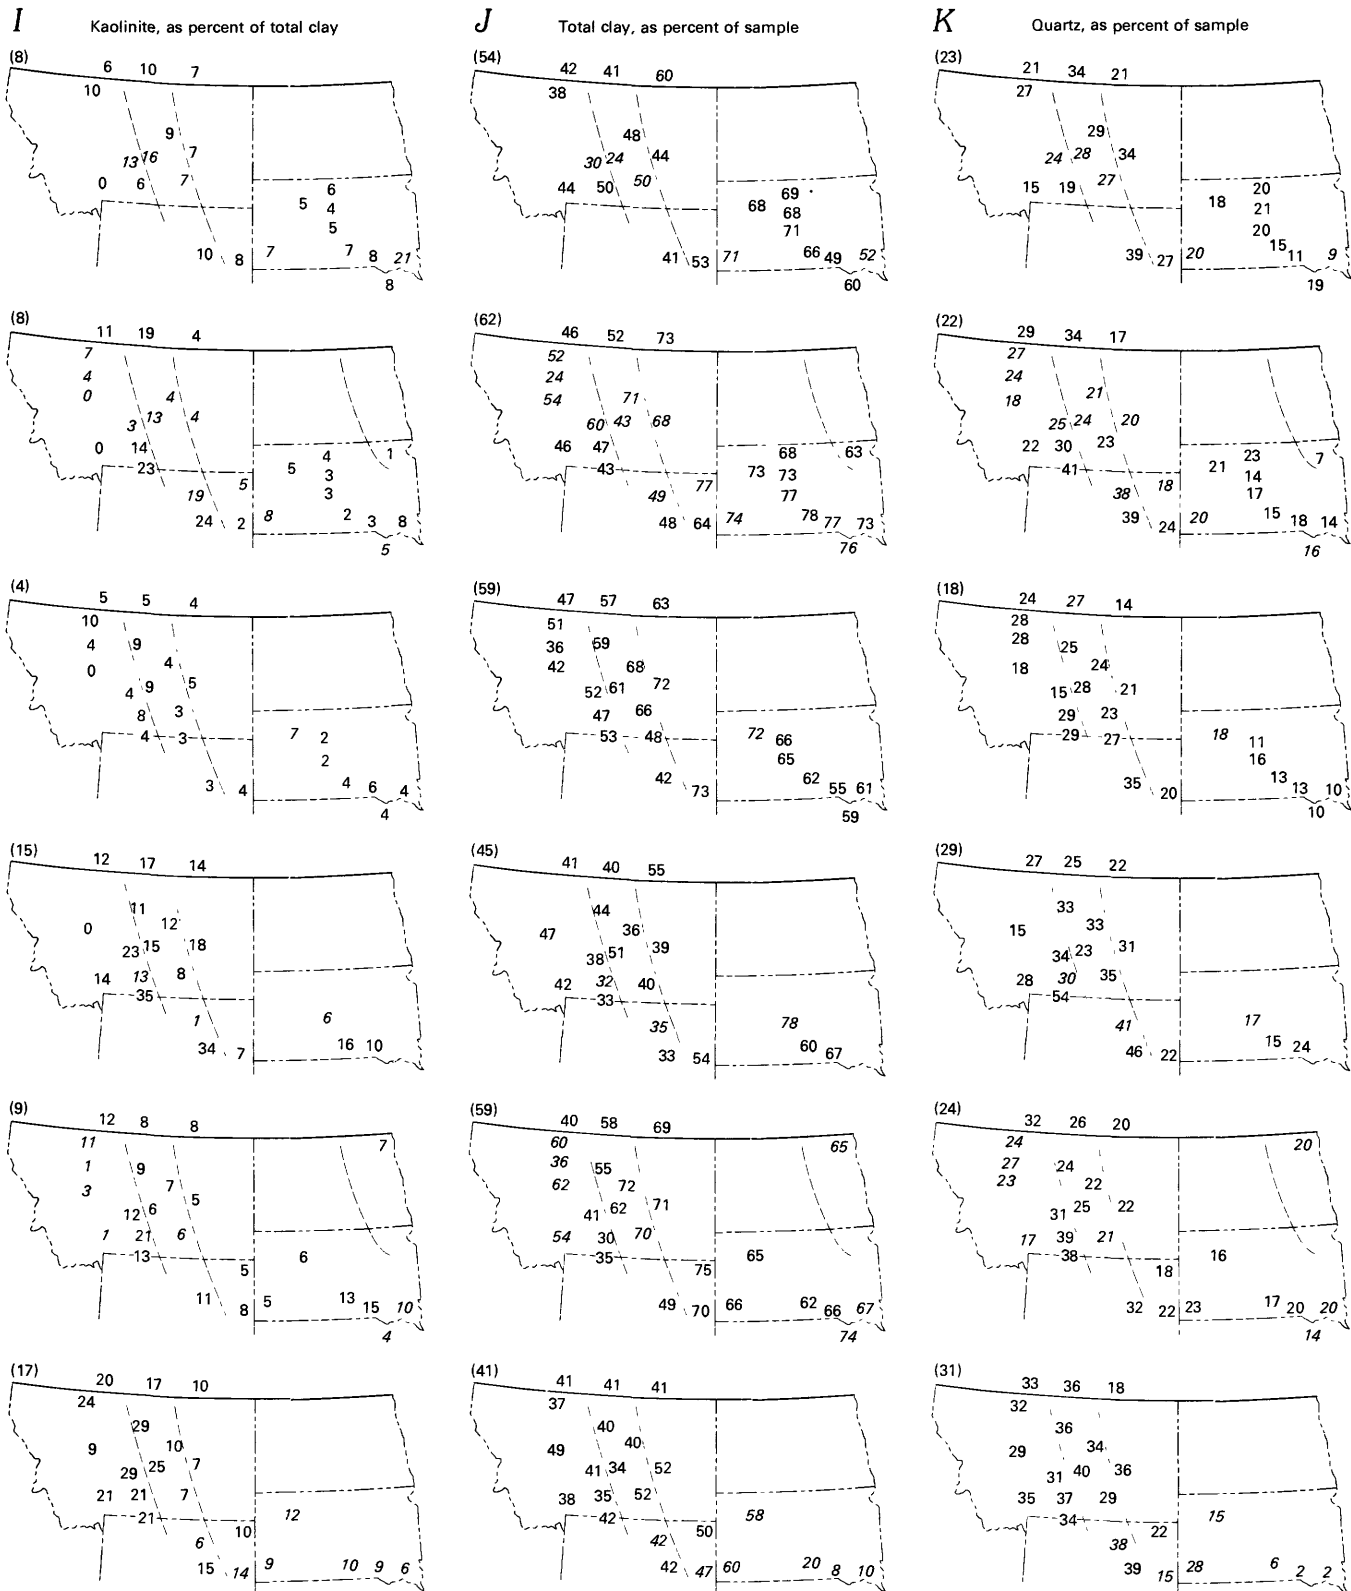 I Kaolinite, as percent of total clay
J Total clay, as percent of sample
K Quartz, as percent of sample
(8)
6 10 7
10
9
13 16 7
0 6 7
6
5 4
5
10 8 7 7 8 21
8
(54)
42 41 60
38
48
30 24 44
44 50 50
69
68 68
71
41 53 71 66 49 52
60
(23)
21 34 21
27
29
24 28 34
15 19 27
20
18 21
20
39 27 20 15 11 9
19
(8)
11 19 4
7
4
0 4
3 13 4
0 14
23
4 1
5 3
5 3
19
24 2 8 2 3 8
5
(62)
46 52 73
52
24
54 71
60 43 68
46 47
43
68 63
73 73
77 77
49
48 64 74 78 77 73
76
(22)
29 34 17
27
24
18 21
25 24 20
22 30 23
41
23 7
21 14
18 17
38
39 24 20 15 18 14
16
(4)
5 5 4
10
4 9
0 4
4 9 5
8 3
4 3
7 2
2
3 4 4 6 4
4
(59)
47 57 63
51
36 59
42 68
52 61 72
47 66
53 48
72 66
65
42 73 62 55 61
59
(18)
24 27 14
28
28 25
18 24
15 28 21
29 23
29 27
18 11
16
35 20 13 13 10
10
(15)
12 17 14
11
0 12
23 15 18
14 13 8
35
1 6
34 7 16 10
(45)
41 40 55
44
47 36
38 51 39
42 32 40
33
35 78
33 54 60 67
(29)
27 25 22
33
15 33
34 23 31
28 30 35
54
41 17
46 22 15 24
(9)
12 8 8
11 7
1 9
3 7
12 6 5
1 21 6
13 6
5
11 8 5 13 15 10
4
(59)
40 58 69
60 65
36 55
62 72
41 62 71
54 30 70
35 65
75
49 70 66 62 66 67
74
(24)
32 26 20
24 20
27 24
23 22
31 25 22
17 39 21
38 16
18
32 22 23 17 20 20
14
(17)
20 17 10
24
29
9 10
29 25 7
21 21 7
21 12
10
6
15 14 9 10 9 6
(41)
41 41 41
37
40
49 40
41 34 52
38 35 52
42 58
50
42
42 47 60 20 8 10
(31)
33 36 18
32
36
29 34
31 40 36
35 37 29
34 15
22
38
39 15 28 6 2 2